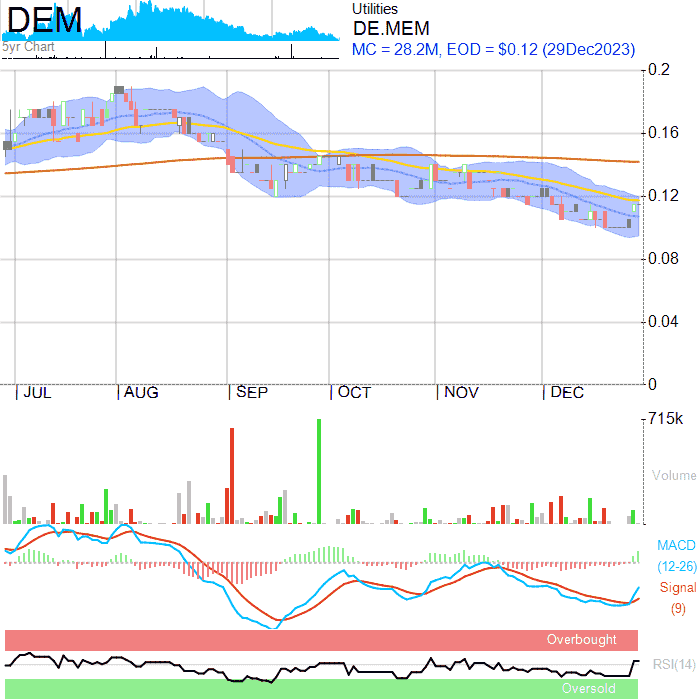 DEM
5yr Chart
Utilities
DE.MEM
MC = 28.2M, EOD = $0.12 (29Dec2023)
0.2
0.16
0.12
0.08
0.04
0
JUL
AUG
SEP
OCT
NOV
DEC
715k
Volume
MACD
(12-26)
Signal
(9)
Overbought
RSI(14)
Oversold